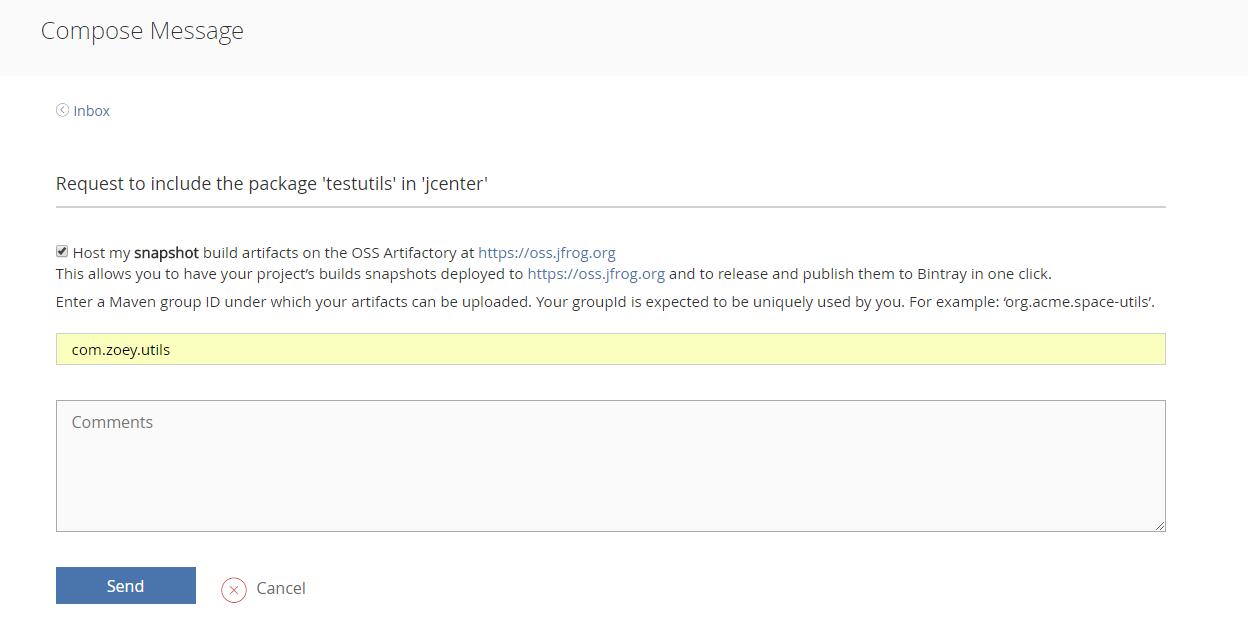 Compose Message
Inbox
Request to include the package 'testutils' in 'jcenter'
Host my snapshot build artifacts on the OSS Artifactory at https://oss.jfrog.org
This allows you to have your project’s builds snapshots deployed to https://oss.jfrog.org and to release and publish them to Bintray in one click.
Enter a Maven group ID under which your artifacts can be uploaded. Your groupId is expected to be uniquely used by you. For example: ‘org.acme.space-utils’.
com.zoey.utils
Comments
Send
Cancel